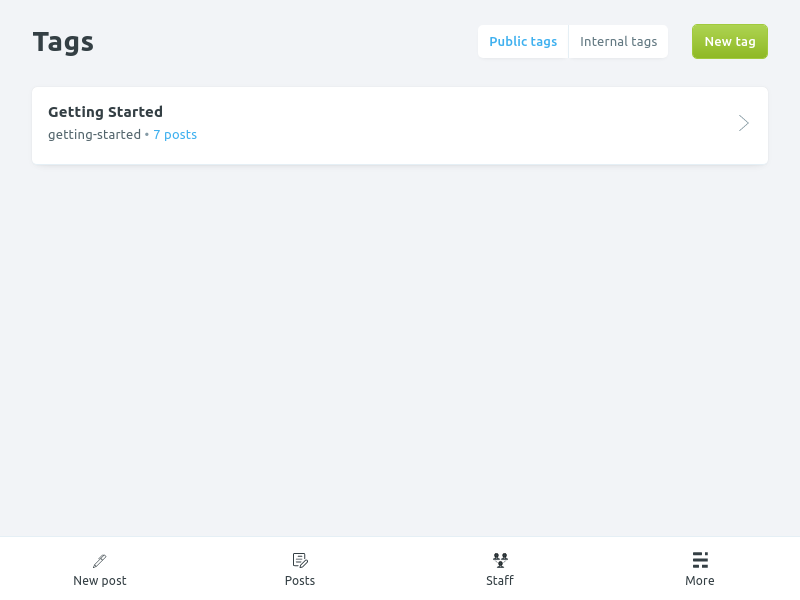 Tags
Public tags
Internal tags
New tag
Getting Started
getting-started • 7 posts
New post
Posts
Staff
More